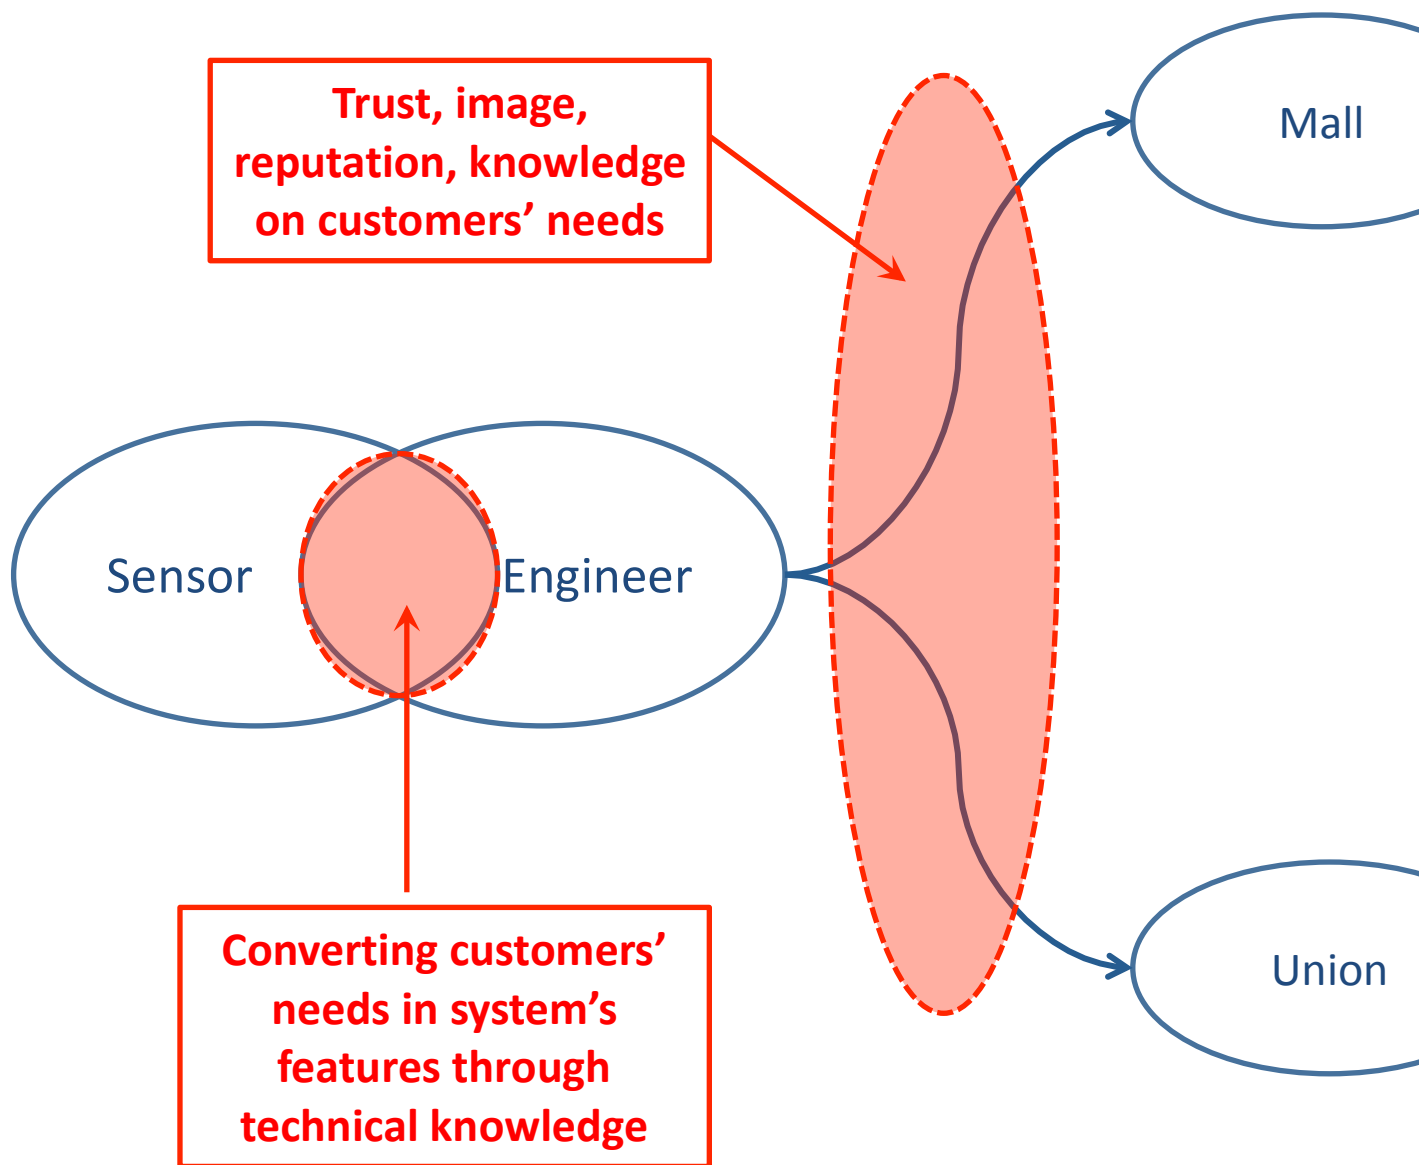 Trust, image,
reputation, knowledge
on customers’ needs
Mall
Sensor
Engineer
Converting customers’
needs in system’s
features through
technical knowledge
Union